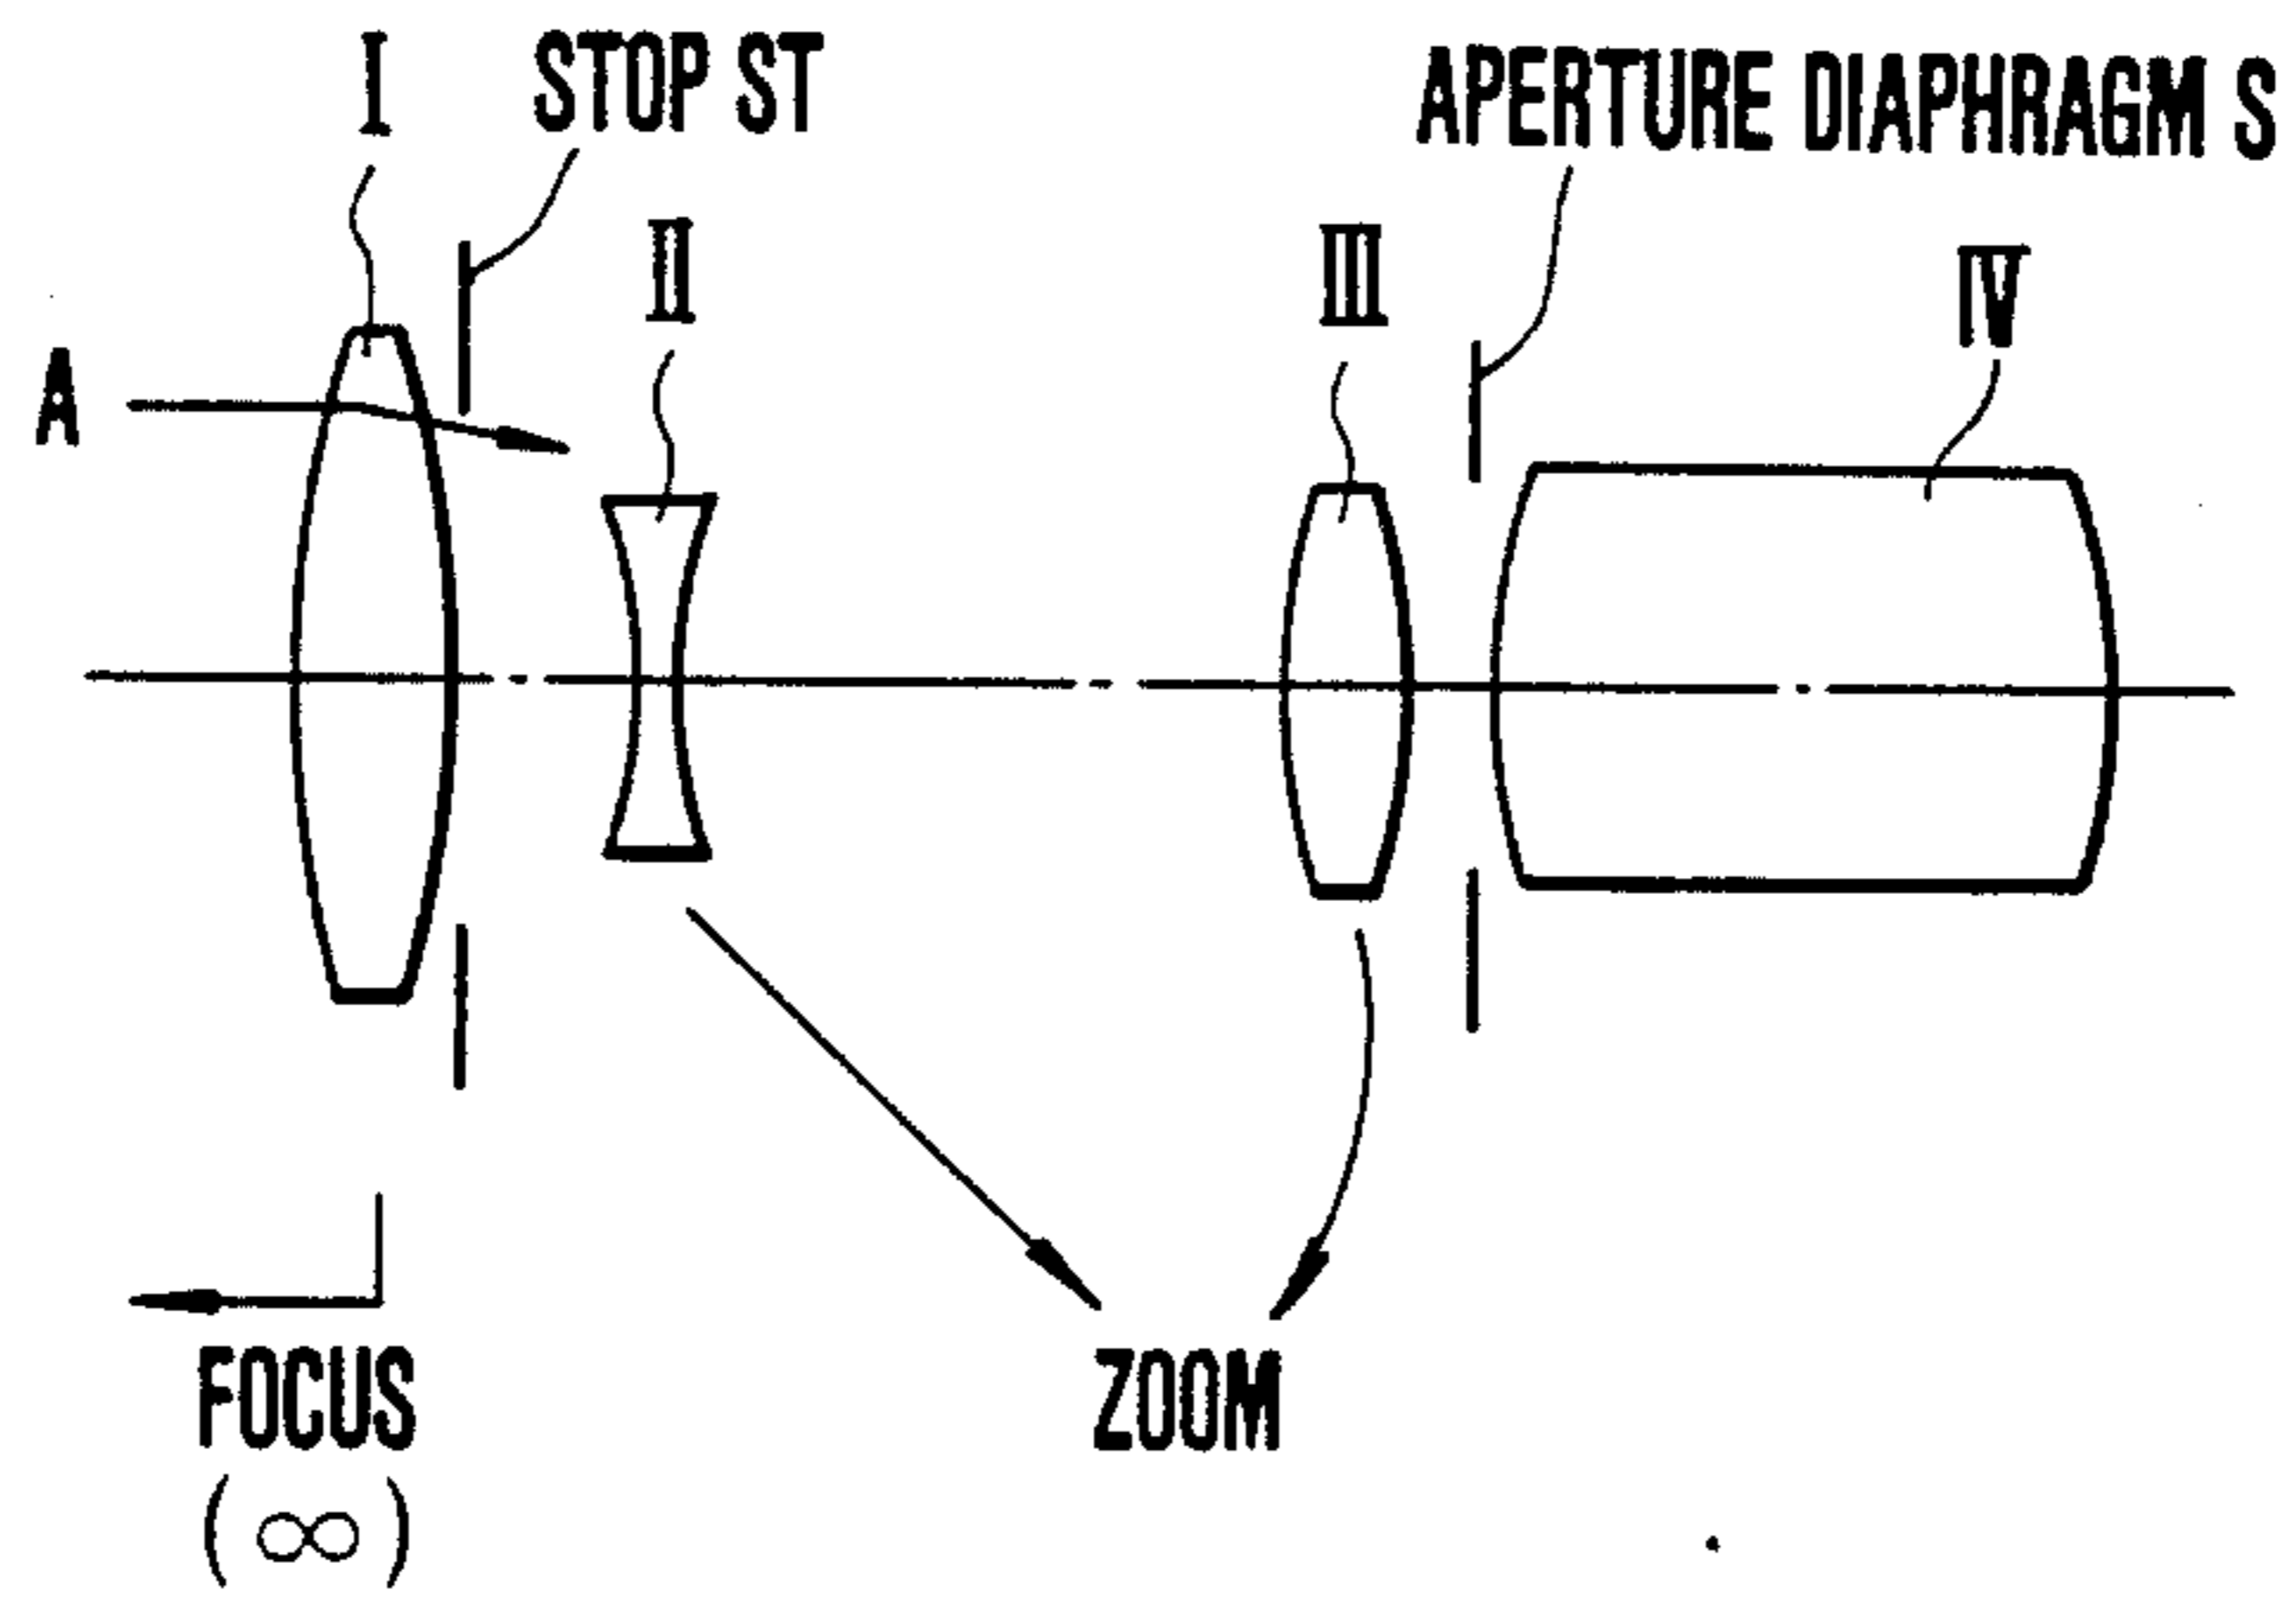 I
STOP ST
APERTURE DIAPHRAGM S
II
III
IV
A
FOCUS
(∞)
ZOOM